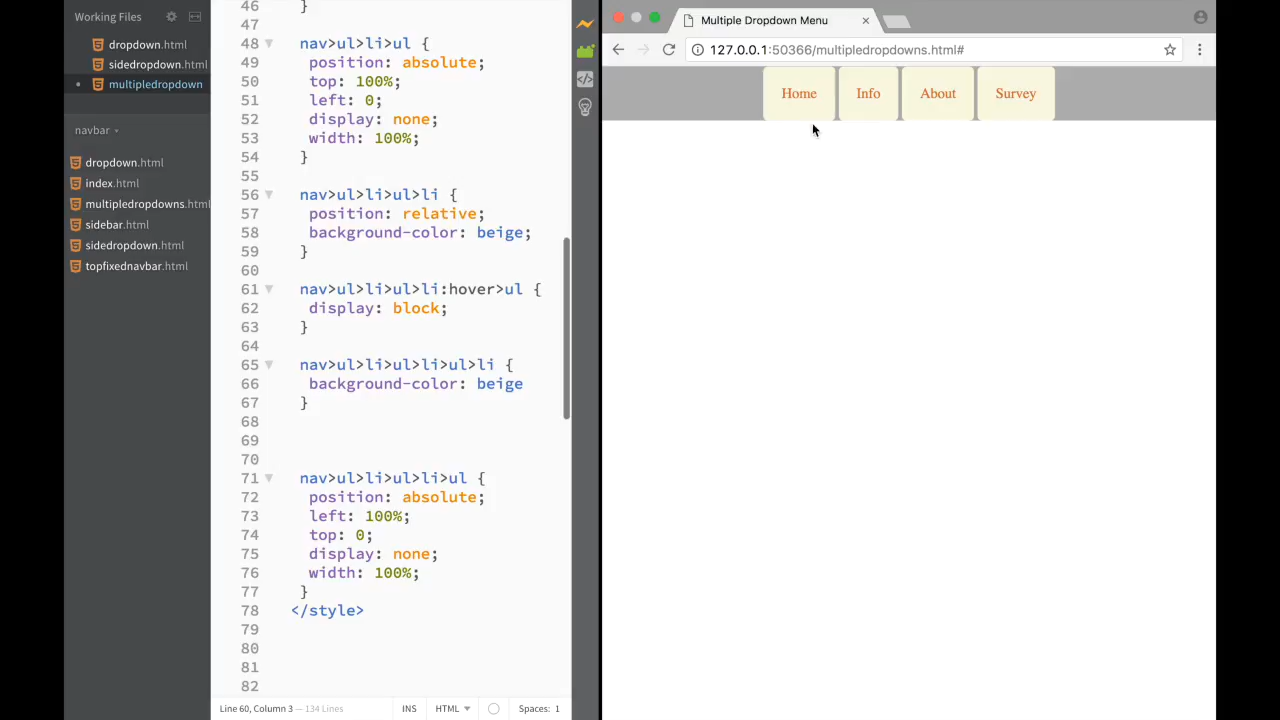 Working Files
dropdown.html
sidedropdown.html
multipledropdown
navbar
dropdown.html
index.html
multipledropdowns.html
sidebar.html
sidedropdown.html
topfixednavbar.html
46 }
47
48 nav>ul>li>ul {
49 position: absolute;
50 top: 100%;
51 left: 0;
52 display: none;
53 width: 100%;
54 }
55
56 nav>ul>li>ul>li {
57 position: relative;
58 background-color: beige;
59 }
60
61 nav>ul>li>ul>li:hover>ul {
62 display: block;
63 }
64
65 nav>ul>li>ul>li>ul>li {
66 background-color: beige
67 }
68
69
70
71 nav>ul>li>ul>li>ul {
72 position: absolute;
73 left: 100%;
74 top: 0;
75 display: none;
76 width: 100%;
77 }
78 </style>
79
80
81
82
Line 60, Column 3 — 134 Lines INS HTML Spaces: 1
Multiple Dropdown Menu
127.0.0.1:50366/multipledropdowns.html#
Home Info About Survey